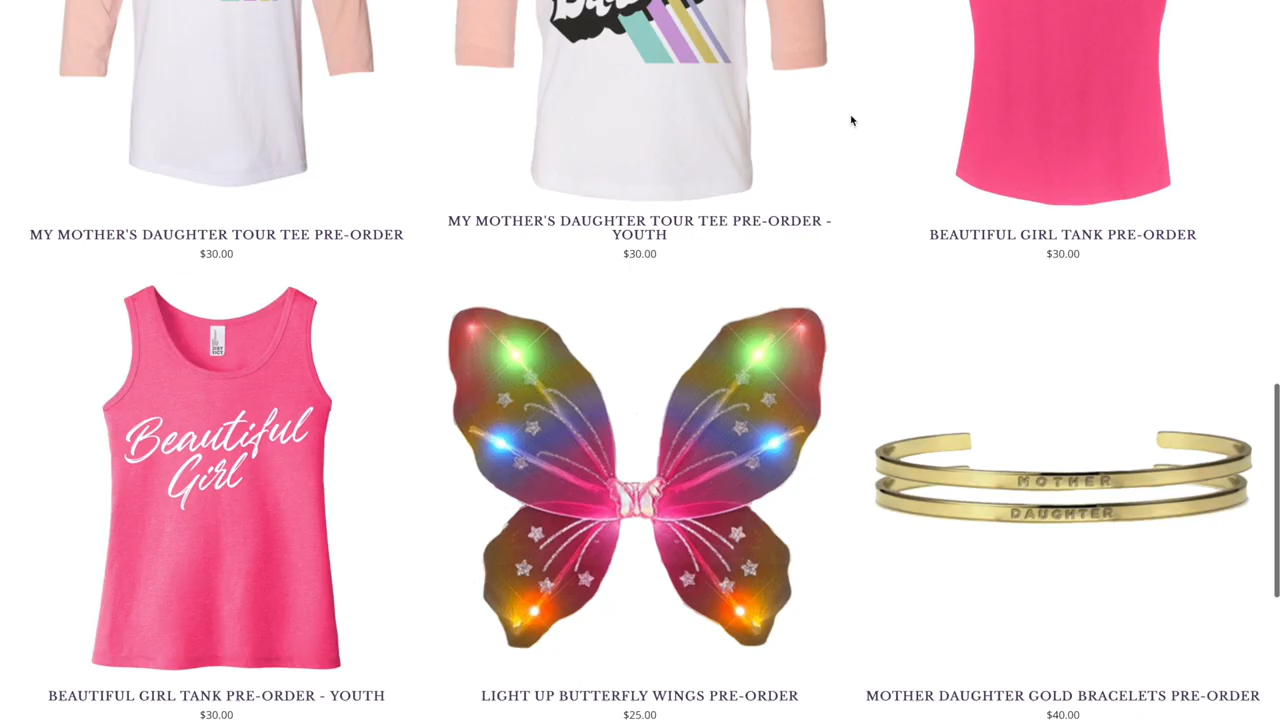 MY MOTHER'S DAUGHTER TOUR TEE PRE-ORDER
$30.00
MY MOTHER'S DAUGHTER TOUR TEE PRE-ORDER -
YOUTH
$30.00
BEAUTIFUL GIRL TANK PRE-ORDER
$30.00
Beautiful
Girl
BEAUTIFUL GIRL TANK PRE-ORDER - YOUTH
$30.00
LIGHT UP BUTTERFLY WINGS PRE-ORDER
$25.00
MOTHER
DAUGHTER
MOTHER DAUGHTER GOLD BRACELETS PRE-ORDER
$40.00